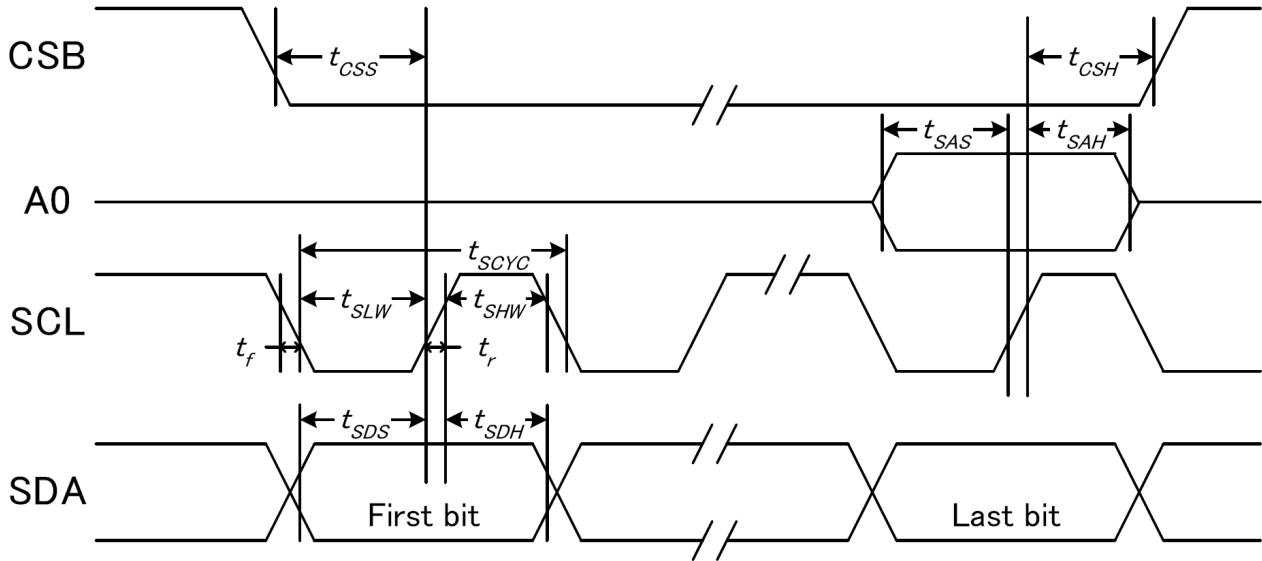 CSB
tCSS
tCSH
A0
tSAS
tSAH
SCL
tSCYC
tSLW
tSHW
tf
tr
SDA
tSDS
tSDH
First bit
Last bit